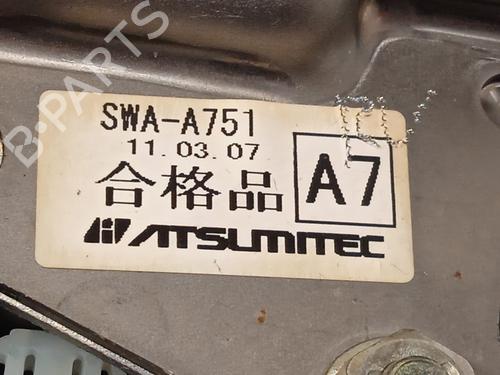 B-PARTS
SWA-A751
11.03.07
合格品
A7
ATSUMITEC